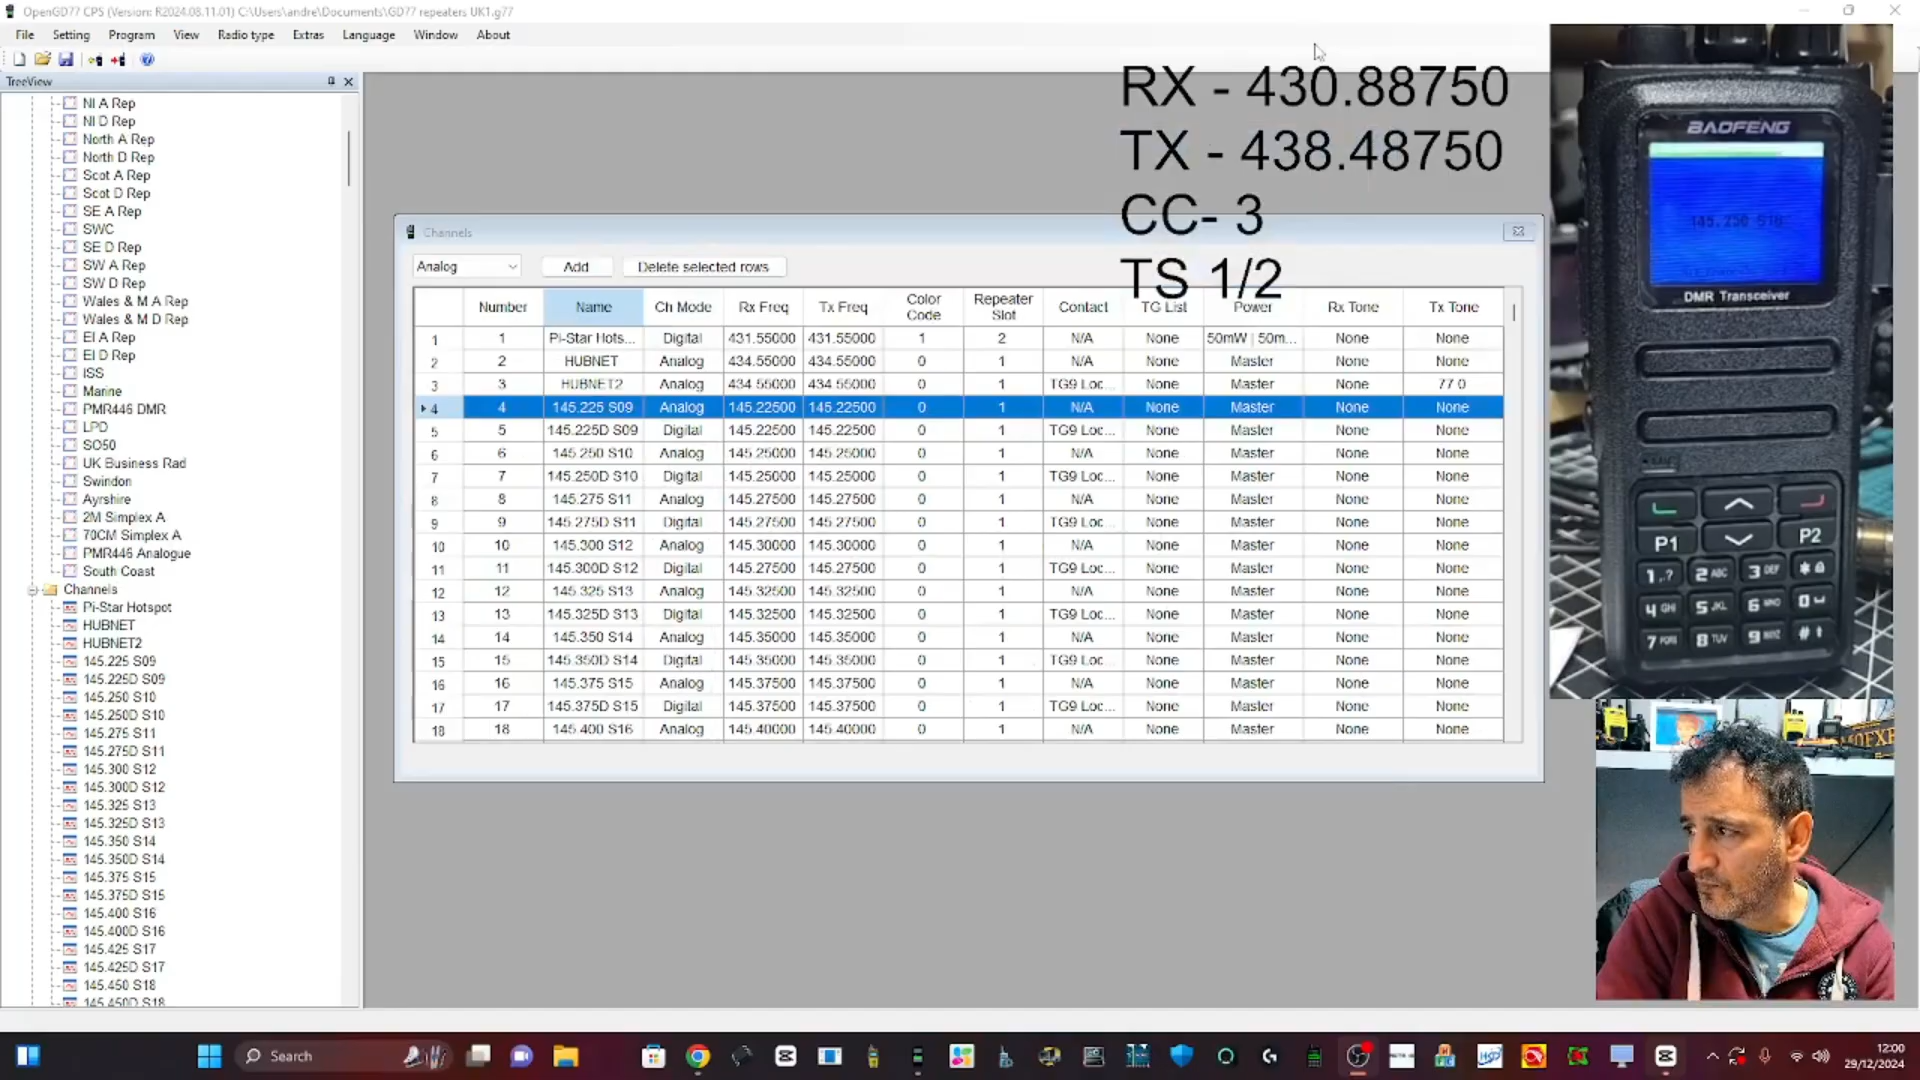 OpenGD77 CPS (Version: R2024.08.11.01) C:\Users\andre\Documents\GD77 repeaters UK1.g77
File Setting Program View Radio type Extras Language Window About
TreeView
NI A Rep
NI D Rep
North A Rep
North D Rep
Scot A Rep
Scot D Rep
SE A Rep
SWC
SE D Rep
SW A Rep
SW D Rep
Wales & M A Rep
Wales & M D Rep
EI A Rep
EI D Rep
ISS
Marine
PMR446 DMR
LPD
SO50
UK Business Rad
Swindon
Ayrshire
2M Simplex A
70CM Simplex A
PMR446 Analogue
South Coast
Channels
Pi-Star Hotspot
HUBNET
HUBNET2
145.225 S09
145.225D S09
145.250 S10
145.250D S10
145.275 S11
145.275D S11
145.300 S12
145.300D S12
145.325 S13
145.325D S13
145.350 S14
145.350D S14
145.375 S15
145.375D S15
145.400 S16
145.400D S16
145.425 S17
145.425D S17
145.450 S18
145.450D S18
RX - 430.88750
TX - 438.48750
CC- 3
TS 1/2
Channels
Analog Add Delete selected rows
Number Name Ch Mode Rx Freq Tx Freq Color Code Repeater Slot Contact TG List Power Rx Tone Tx Tone
1 1 Pi-Star Hots... Digital 431.55000 431.55000 1 2 N/A None 50mW | 50m... None None
2 2 HUBNET Analog 434.55000 434.55000 0 1 N/A None Master None None
3 3 HUBNET2 Analog 434.55000 434.55000 0 1 TG9 Loc... None Master None 77.0
4 4 145.225 S09 Analog 145.22500 145.22500 0 1 N/A None Master None None
5 5 145.225D S09 Digital 145.22500 145.22500 0 1 TG9 Loc... None Master None None
6 6 145.250 S10 Analog 145.25000 145.25000 0 1 N/A None Master None None
7 7 145.250D S10 Digital 145.25000 145.25000 0 1 TG9 Loc... None Master None None
8 8 145.275 S11 Analog 145.27500 145.27500 0 1 N/A None Master None None
9 9 145.275D S11 Digital 145.27500 145.27500 0 1 TG9 Loc... None Master None None
10 10 145.300 S12 Analog 145.30000 145.30000 0 1 N/A None Master None None
11 11 145.300D S12 Digital 145.27500 145.27500 0 1 TG9 Loc... None Master None None
12 12 145.325 S13 Analog 145.32500 145.32500 0 1 N/A None Master None None
13 13 145.325D S13 Digital 145.32500 145.32500 0 1 TG9 Loc... None Master None None
14 14 145.350 S14 Analog 145.35000 145.35000 0 1 N/A None Master None None
15 15 145.350D S14 Digital 145.35000 145.35000 0 1 TG9 Loc... None Master None None
16 16 145.375 S15 Analog 145.37500 145.37500 0 1 N/A None Master None None
17 17 145.375D S15 Digital 145.37500 145.37500 0 1 TG9 Loc... None Master None None
18 18 145.400 S16 Analog 145.40000 145.40000 0 1 N/A None Master None None
BAOFENG
DMR Transceiver
P1 P2
1 2 ABC 3 DEF *
4 GHI 5 JKL 6 MNO 0
7 8 TUV 9 #
Search
12:00
29/12/2024